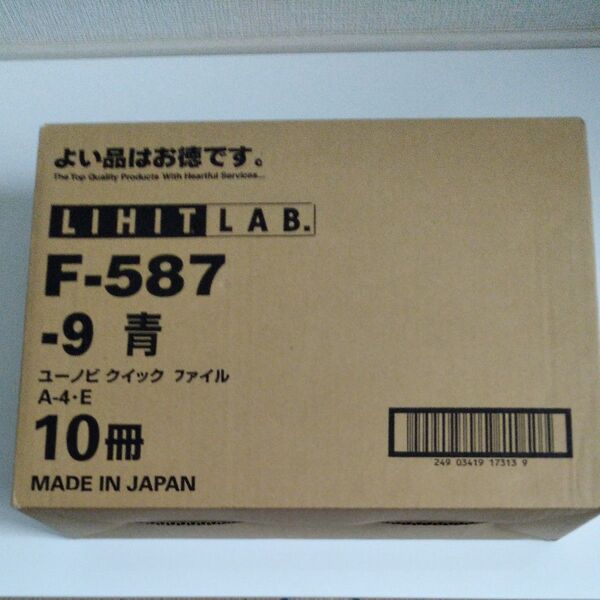 よい品はお徳です。
The Top Quality Products With Heartful Services...
LIHIT LAB.
F-587
-9 青
ユーノビ クイック ファイル
A-4・E
10冊
249 03419 17313 9
MADE IN JAPAN